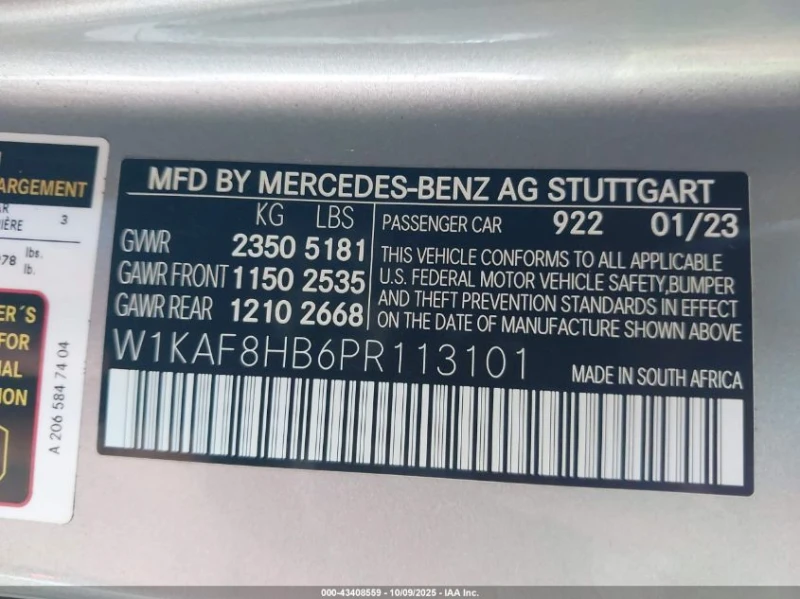 ARGEMENT
3
IÈRE
lbs.
978 lb.
ER´S
FOR
AL
ION
A 206 584 74 04
MFD BY MERCEDES-BENZ AG STUTTGART
KG LBS
GVWR 2350 5181
GAWR FRONT 1150 2535
GAWR REAR 1210 2668
PASSENGER CAR 922 01/23
THIS VEHICLE CONFORMS TO ALL APPLICABLE
U.S. FEDERAL MOTOR VEHICLE SAFETY,BUMPER
AND THEFT PREVENTION STANDARDS IN EFFECT
ON THE DATE OF MANUFACTURE SHOWN ABOVE
W1KAF8HB6PR113101
MADE IN SOUTH AFRICA
000-43408559 - 10/09/2025 - IAA Inc.